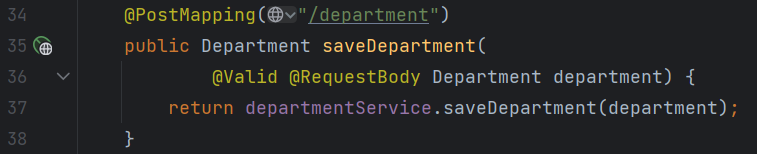 34 @PostMapping("/department")
35 public Department saveDepartment(
36 @Valid @RequestBody Department department) {
37 return departmentService.saveDepartment(department);
38 }